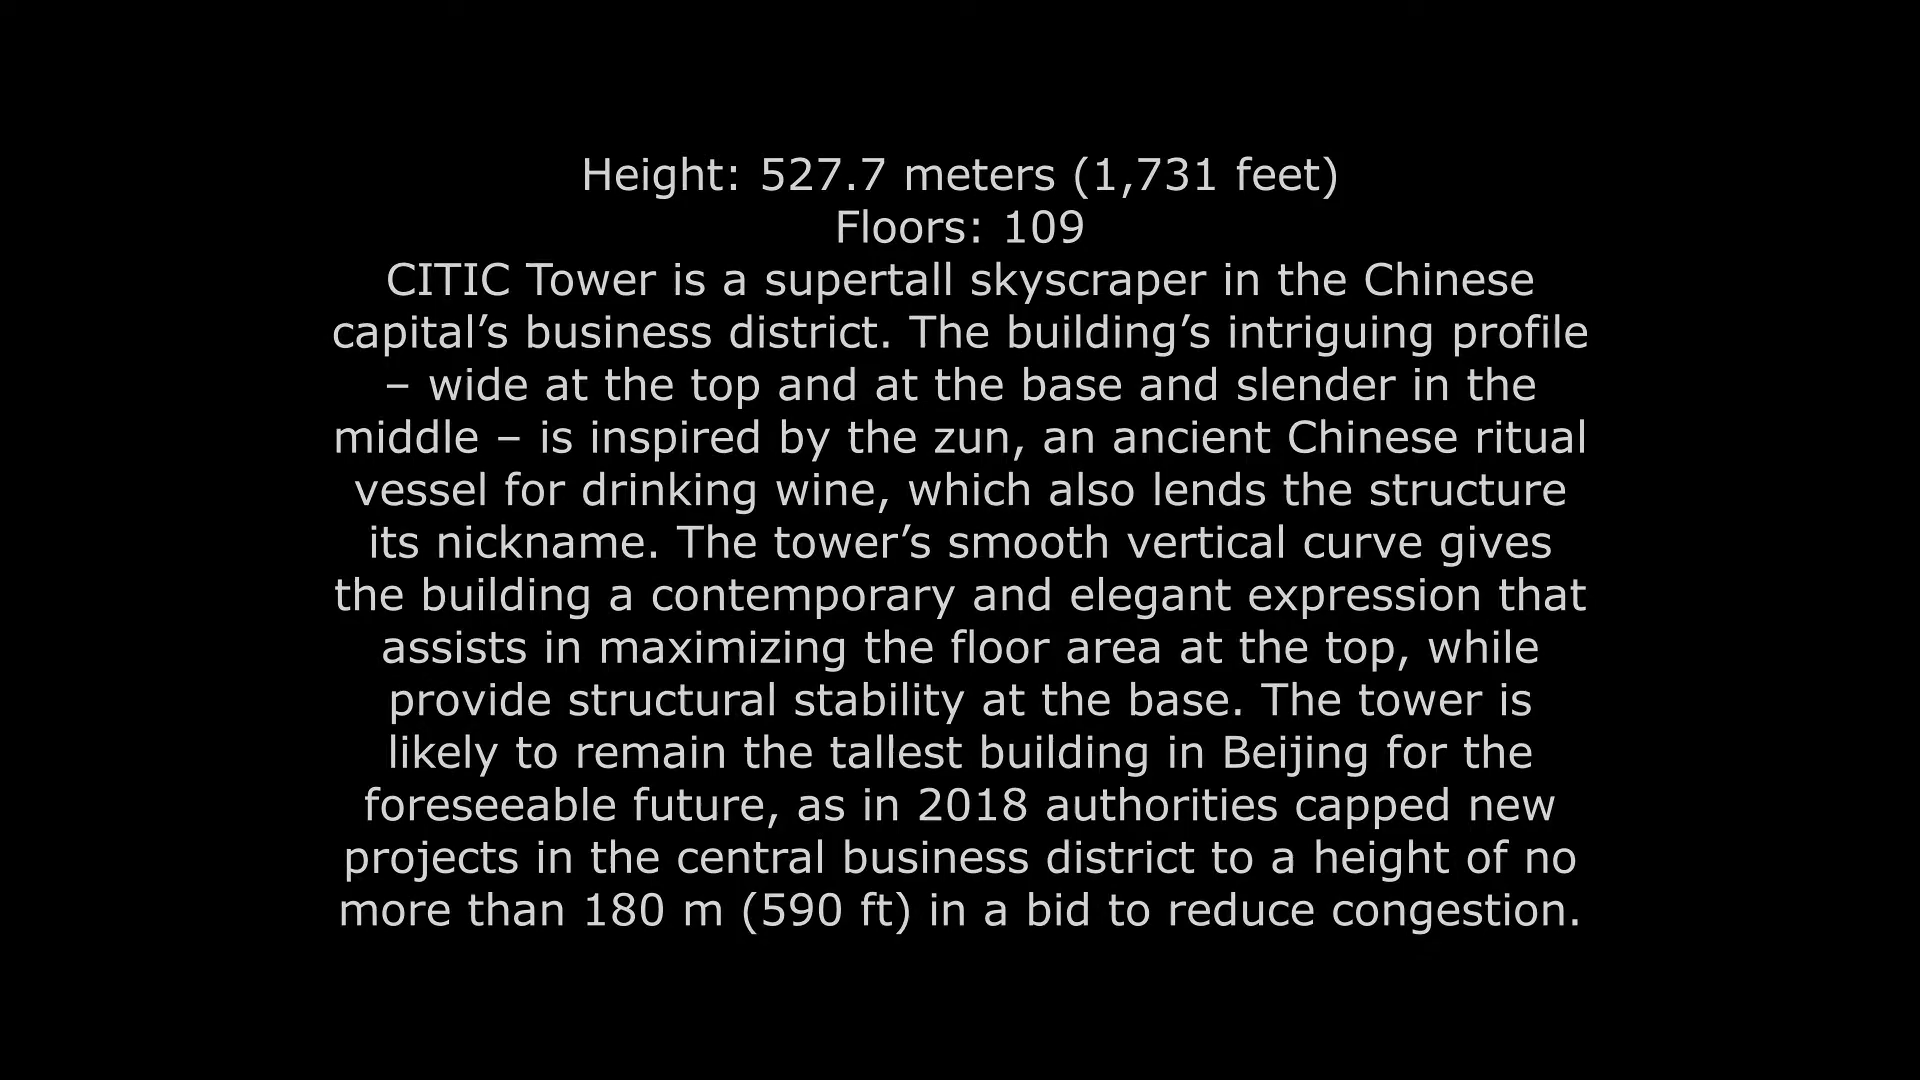 Height: 527.7 meters (1,731 feet)
Floors: 109
CITIC Tower is a supertall skyscraper in the Chinese
capital’s business district. The building’s intriguing profile
– wide at the top and at the base and slender in the
middle – is inspired by the zun, an ancient Chinese ritual
vessel for drinking wine, which also lends the structure
its nickname. The tower’s smooth vertical curve gives
the building a contemporary and elegant expression that
assists in maximizing the floor area at the top, while
provide structural stability at the base. The tower is
likely to remain the tallest building in Beijing for the
foreseeable future, as in 2018 authorities capped new
projects in the central business district to a height of no
more than 180 m (590 ft) in a bid to reduce congestion.